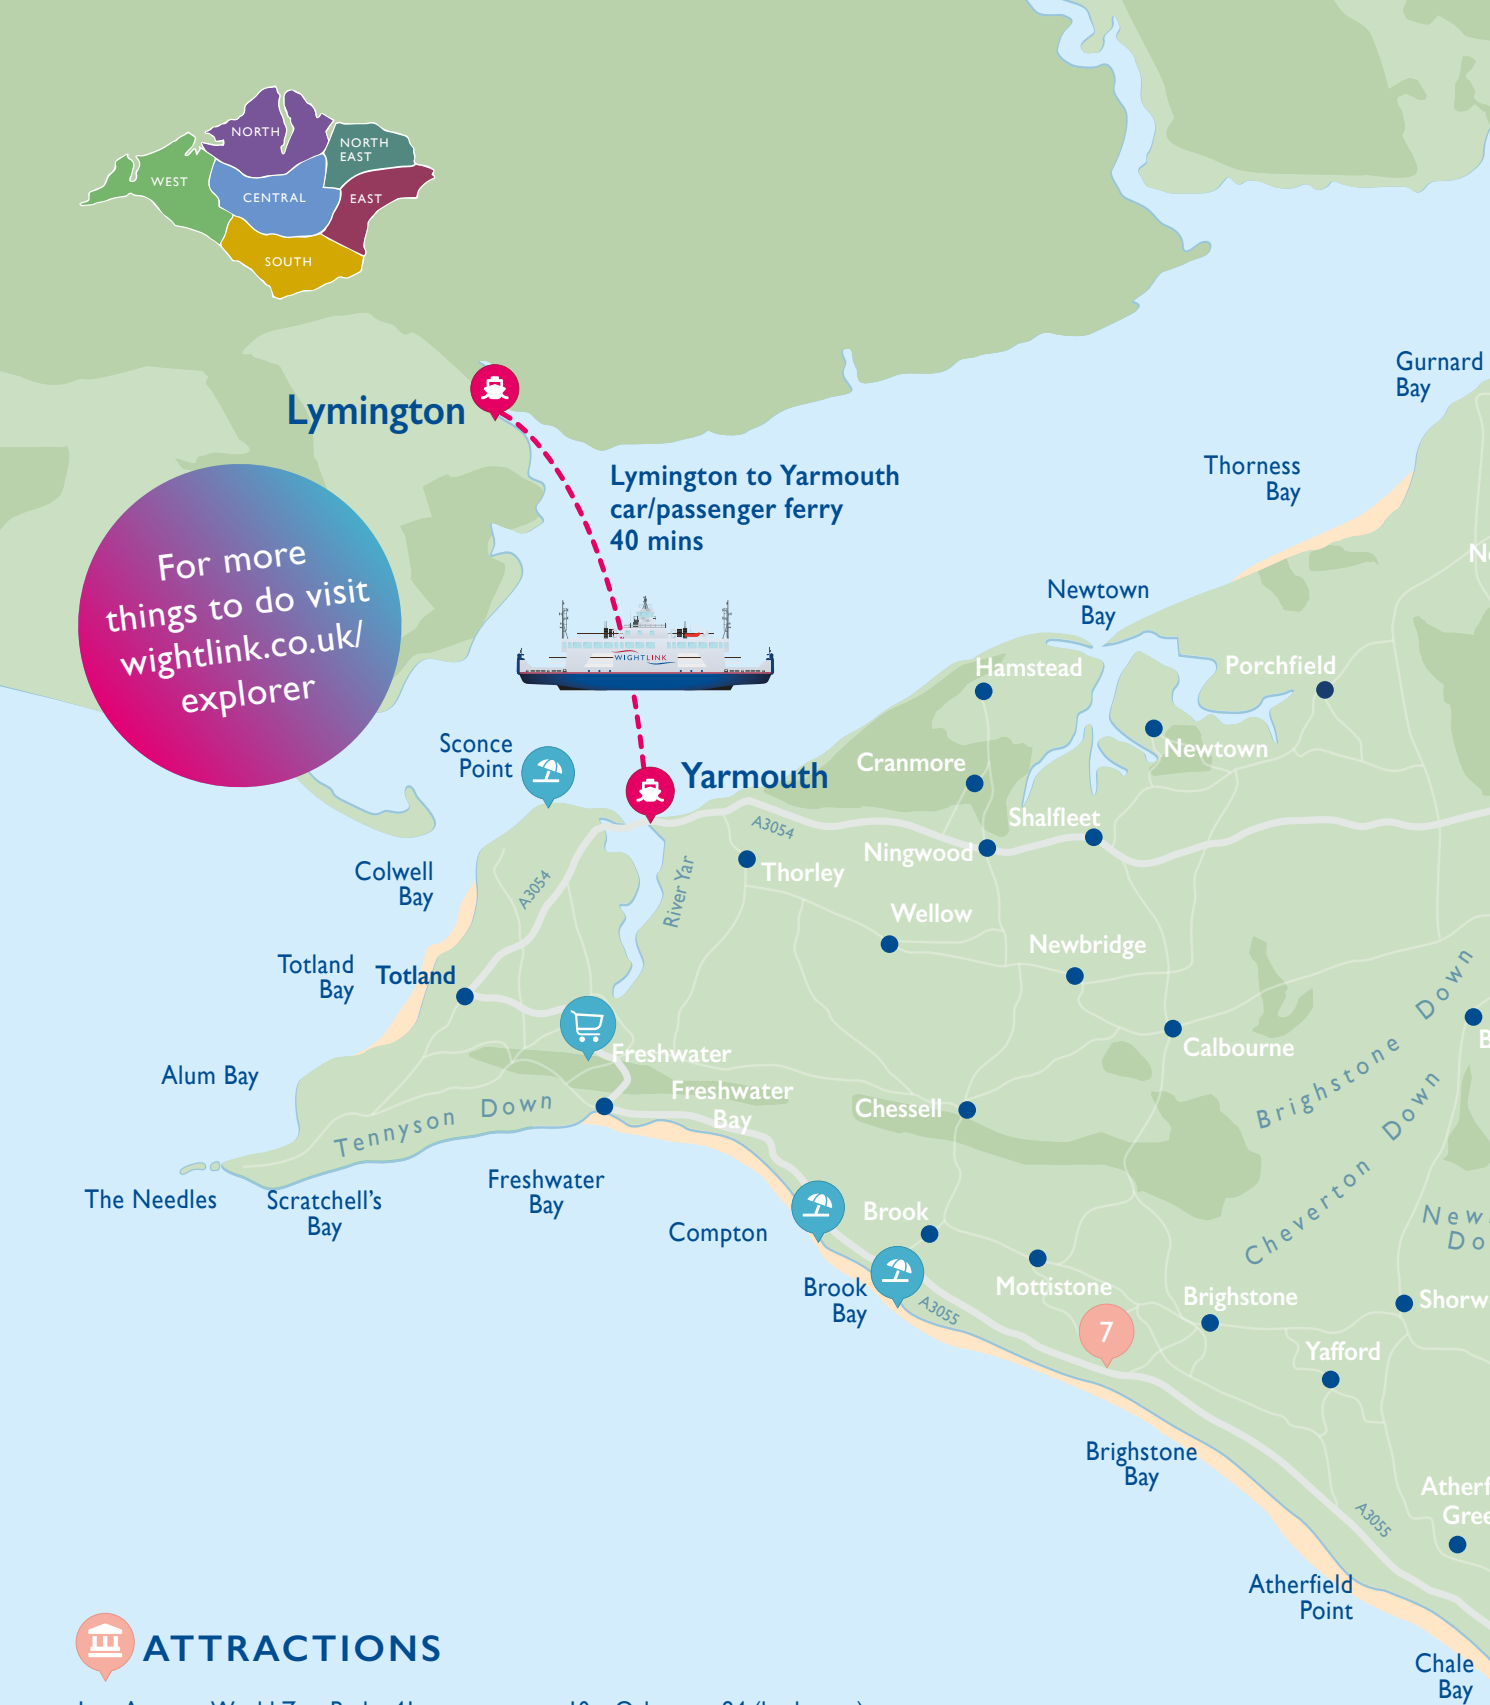 NORTH
NORTH
EAST
WEST
CENTRAL
EAST
SOUTH
Gurnard
Bay
Lymington
Lymington to Yarmouth
car/passenger ferry
40 mins
Thorness
Bay
For more
things to do visit
wightlink.co.uk/
explorer
Newtown
Bay
WIGHTLINK
Hamstead
Porchfield
Sconce
Point
Yarmouth
Cranmore
Newtown
A3054
Shalfleet
Ningwood
Thorley
Colwell
Bay
A3054
River Yar
Wellow
Newbridge
Totland
Bay
Totland
Brighstone Down
Calbourne
Freshwater
Alum Bay
Freshwater
Bay
Chessell
Tennyson Down
Cheverton Down
The Needles
Scratchell's
Bay
Freshwater
Bay
Compton
Brook
Mottistone
Brook
Bay
A3055
Brighstone
7
Yafford
Brighstone
Bay
A3055
Atherfield
Point
ATTRACTIONS
Chale
Bay